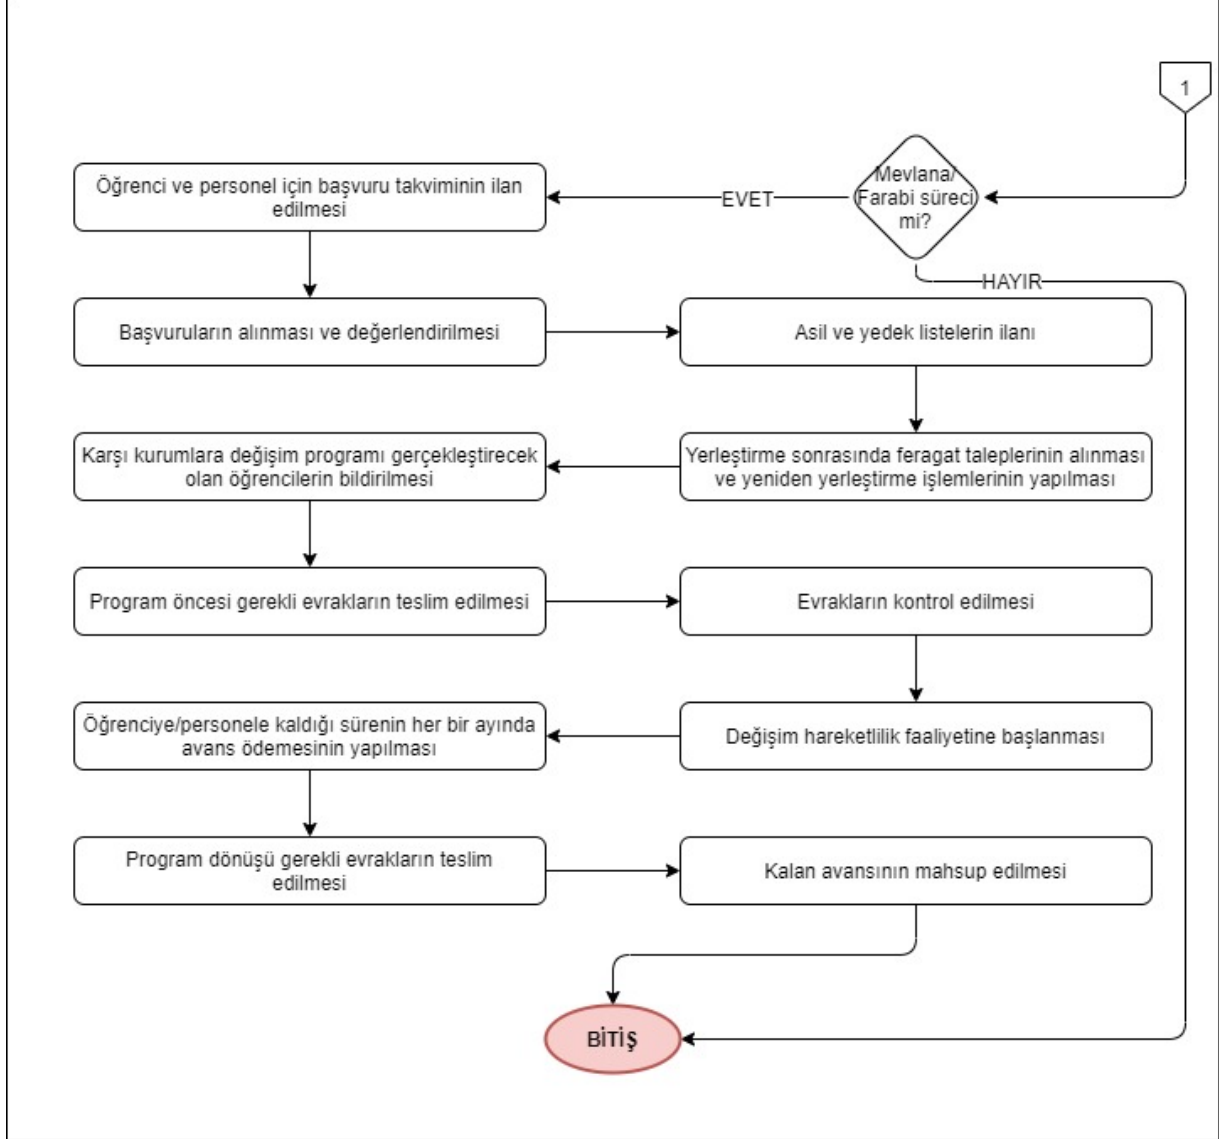 1
Mevlana/
Farabi süreci
mi?
EVET
HAYIR
Öğrenci ve personel için başvuru takviminin ilan
edilmesi
Başvuruların alınması ve değerlendirilmesi
Asil ve yedek listelerin ilanı
Yerleştirme sonrasında feragat taleplerinin alınması
ve yeniden yerleştirme işlemlerinin yapılması
Karşı kurumlara değişim programı gerçekleştirecek
olan öğrencilerin bildirilmesi
Program öncesi gerekli evrakların teslim edilmesi
Evrakların kontrol edilmesi
Değişim hareketlilik faaliyetine başlanması
Öğrenciye/personele kaldığı sürenin her bir ayında
avans ödemesinin yapılması
Program dönüşü gerekli evrakların teslim
edilmesi
Kalan avansının mahsup edilmesi
BİTİŞ